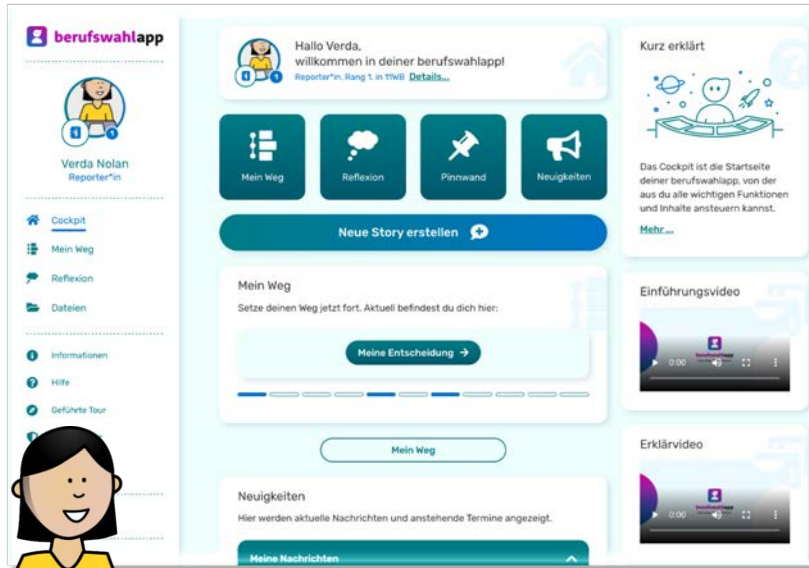 berufswahlapp
Verda Nolan
Reporter*in
Cockpit
Mein Weg
Reflexion
Dateien
Informationen
Hilfe
Geführte Tour
Hallo Verda,
willkommen in deiner berufswahlapp!
Reporter*in, Rang 1. in 11WB Details...
Mein Weg
Reflexion
Pinnwand
Neuigkeiten
Neue Story erstellen
Mein Weg
Setze deinen Weg jetzt fort. Aktuell befindest du dich hier:
Meine Entscheidung →
Mein Weg
Neuigkeiten
Hier werden aktuelle Nachrichten und anstehende Termine angezeigt.
Meine Nachrichten
Kurz erklärt
Das Cockpit ist die Startseite
deiner berufswahlapp, von der
aus du alle wichtigen Funktionen
und Inhalte ansteuern kannst.
Mehr ...
Einführungsvideo
berufswahlapp
0:00
Erklärvideo
berufswahlapp
0:00